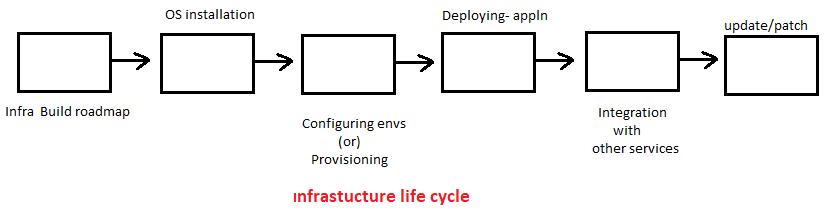 Infra Build roadmap
OS installation
Configuring envs
(or)
Provisioning
Deploying- appln
Integration
with
other services
update/patch
Infrastucture life cycle